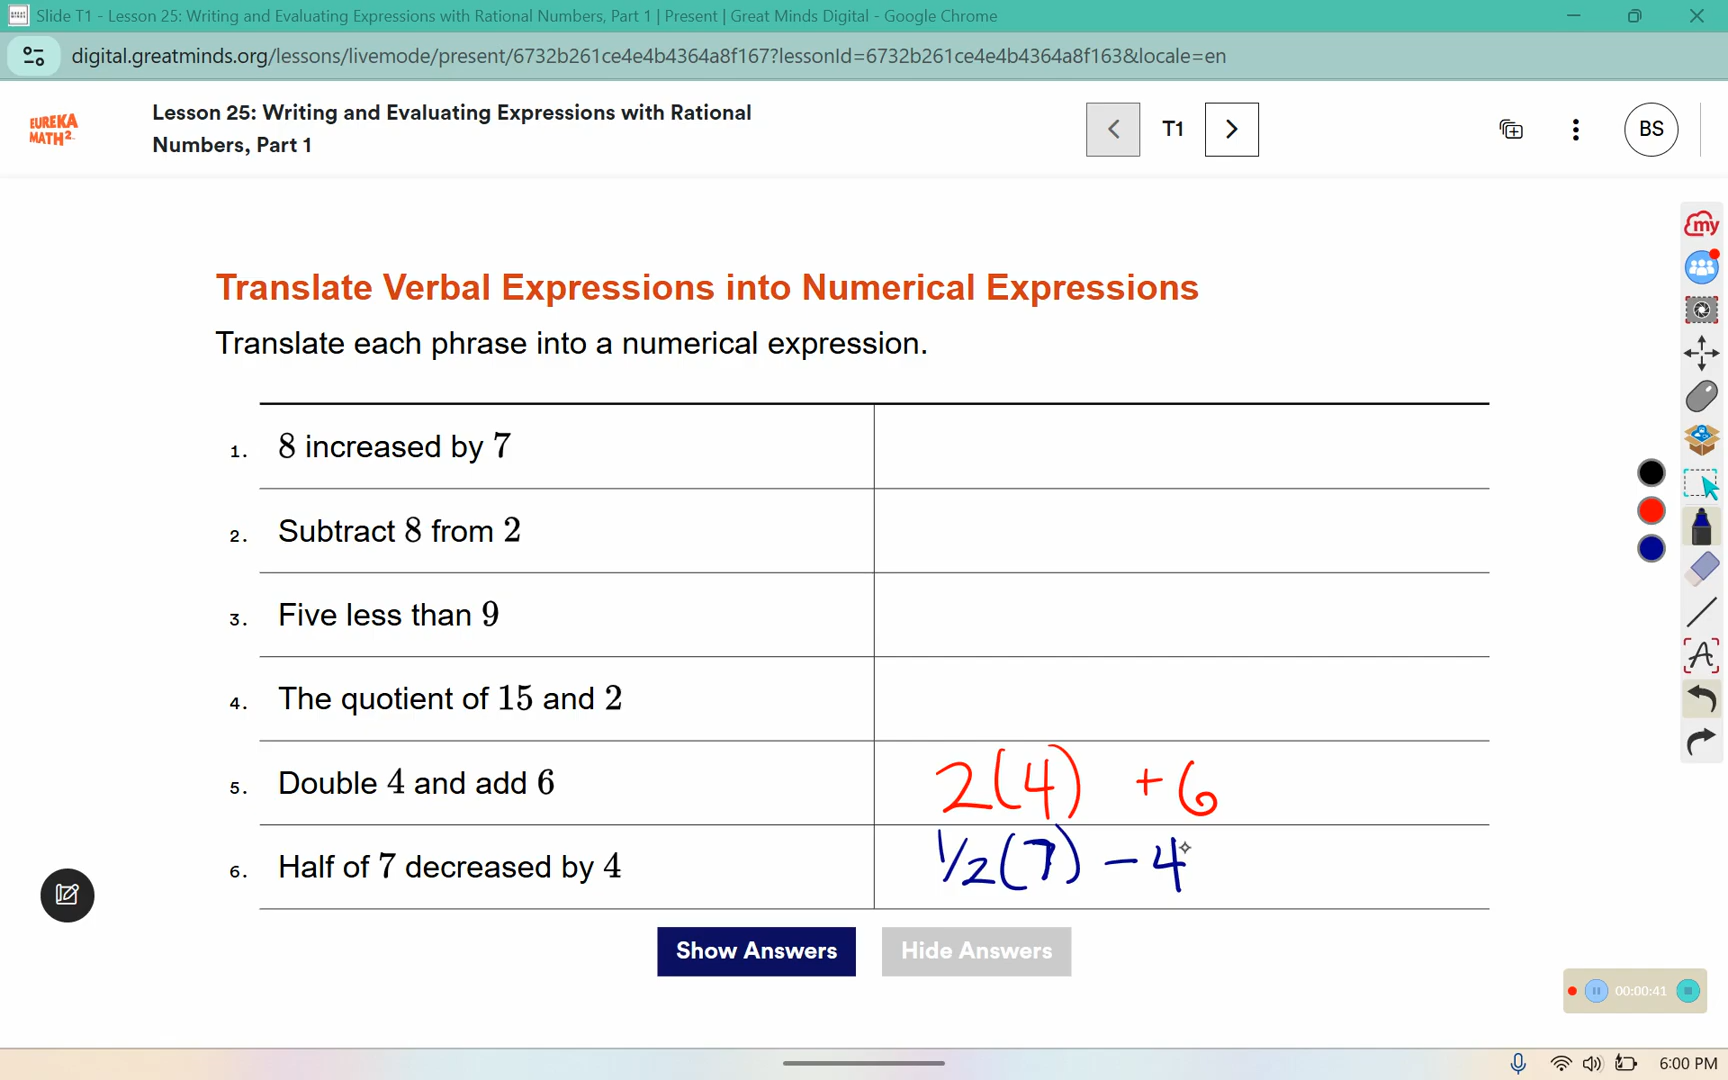 Slide T1 - Lesson 25: Writing and Evaluating Expressions with Rational Numbers, Part 1 | Present | Great Minds Digital - Google Chrome
digital.greatminds.org/lessons/livemode/present/6732b261ce4e4b4364a8f167?lessonId=6732b261ce4e4b4364a8f163&locale=en
EUREKA MATH²
Lesson 25: Writing and Evaluating Expressions with Rational
Numbers, Part 1
T1
BS
my
Translate Verbal Expressions into Numerical Expressions
Translate each phrase into a numerical expression.
1. 8 increased by 7
2. Subtract 8 from 2
3. Five less than 9
4. The quotient of 15 and 2
5. Double 4 and add 6 2(4) + 6
6. Half of 7 decreased by 4 1/2(7) - 4
Show Answers Hide Answers
00:00:41
6:00 PM